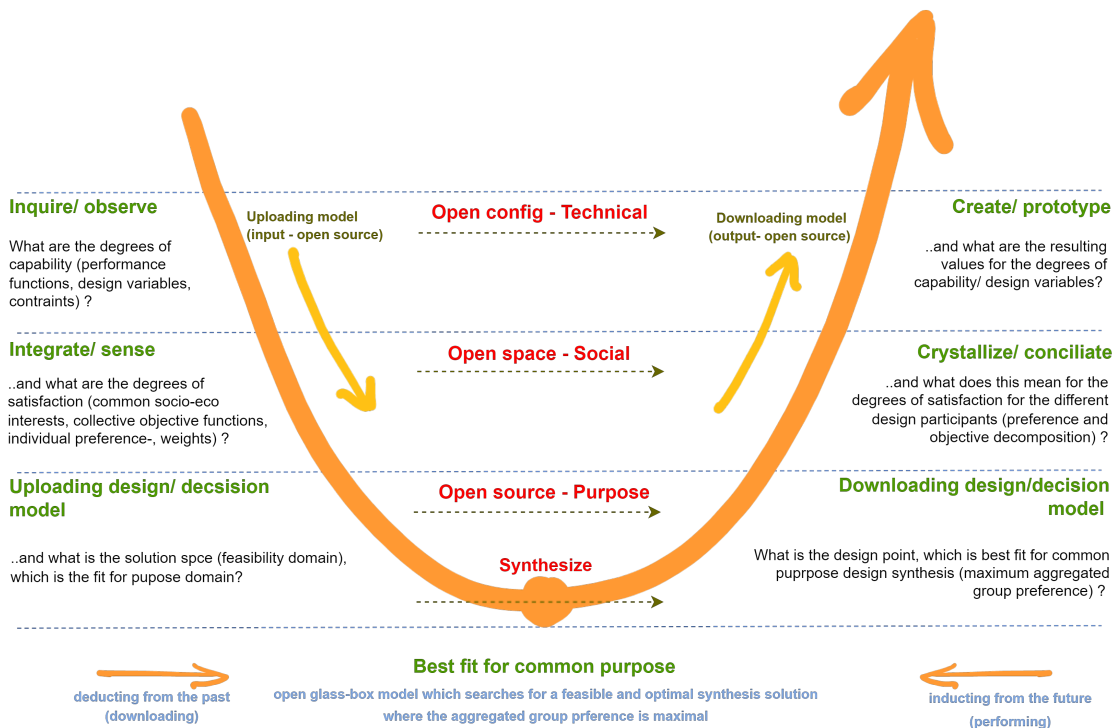 Inquire/ observe
What are the degrees of
capability (performance
functions, design variables,
contraints) ?
Uploading model
(input - open source)
Open config - Technical
Downloading model
(output- open source)
Create/ prototype
..and what are the resulting
values for the degrees of
capability/ design variables?
Integrate/ sense
..and what are the degrees of
satisfaction (common socio-eco
interests, collective objective functions,
individual preference-, weights) ?
Open space - Social
Crystallize/ conciliate
..and what does this mean for the
degrees of satisfaction for the different
design participants (preference and
objective decomposition) ?
Uploading design/ decsision
model
..and what is the solution spce (feasibility domain),
which is the fit for pupose domain?
Open source - Purpose
Synthesize
Downloading design/decision
model
What is the design point, which is best fit for common
puprpose design synthesis (maximum aggregated
group preference) ?
Best fit for common purpose
deducting from the past
(downloading)
open glass-box model which searches for a feasible and optimal synthesis solution
where the aggregated group prference is maximal
inducting from the future
(performing)